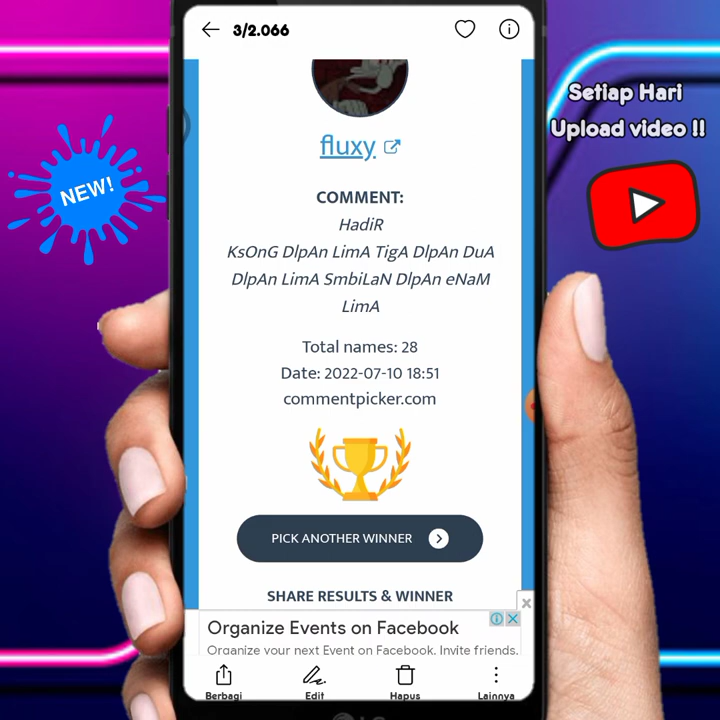 3/2.066
Setiap Hari
Upload video !!
NEW!
fluxy
COMMENT:
HadiR
KsOnG DlpAn LimA TigA DlpAn DuA
DlpAn LimA SmbiLaN DlpAn eNaM
LimA
Total names: 28
Date: 2022-07-10 18:51
commentpicker.com
PICK ANOTHER WINNER
SHARE RESULTS & WINNER
Organize Events on Facebook
Organize your next Event on Facebook. Invite friends.
Berbagi Edit Hapus Lainnya
LG